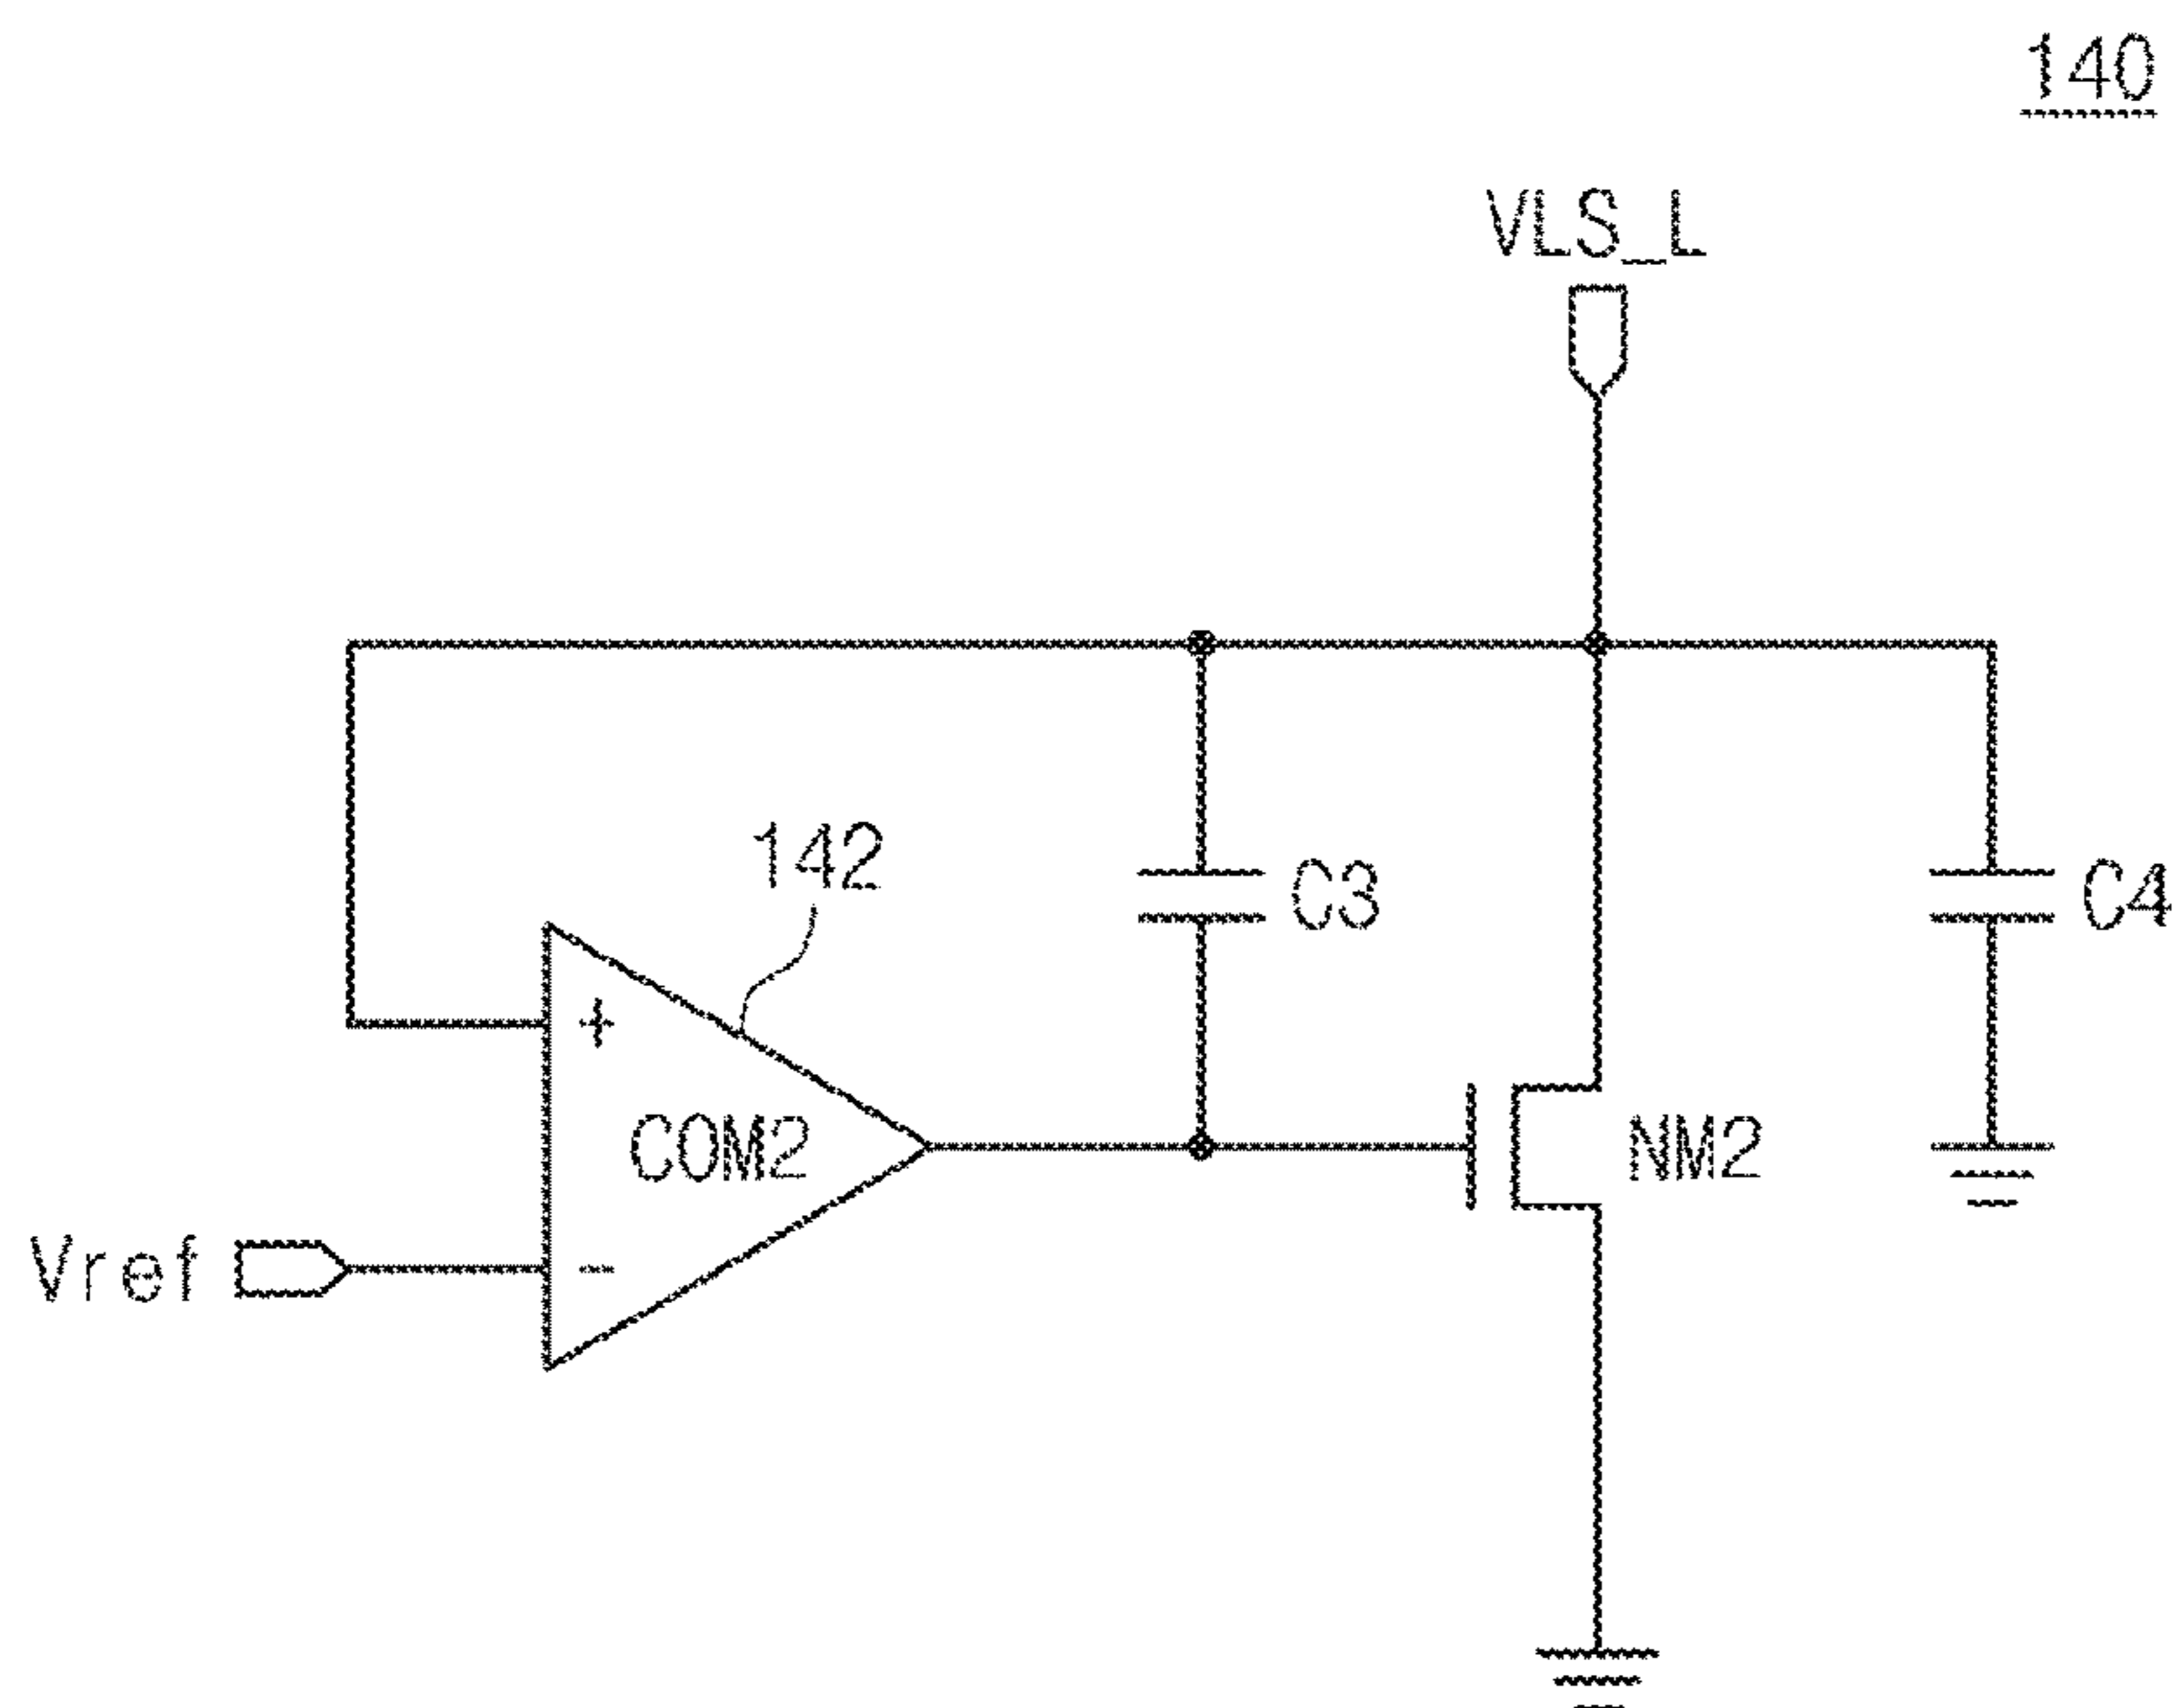 140
VLS_L
142
C3
C4
+
COM2
NM2
Vref
-